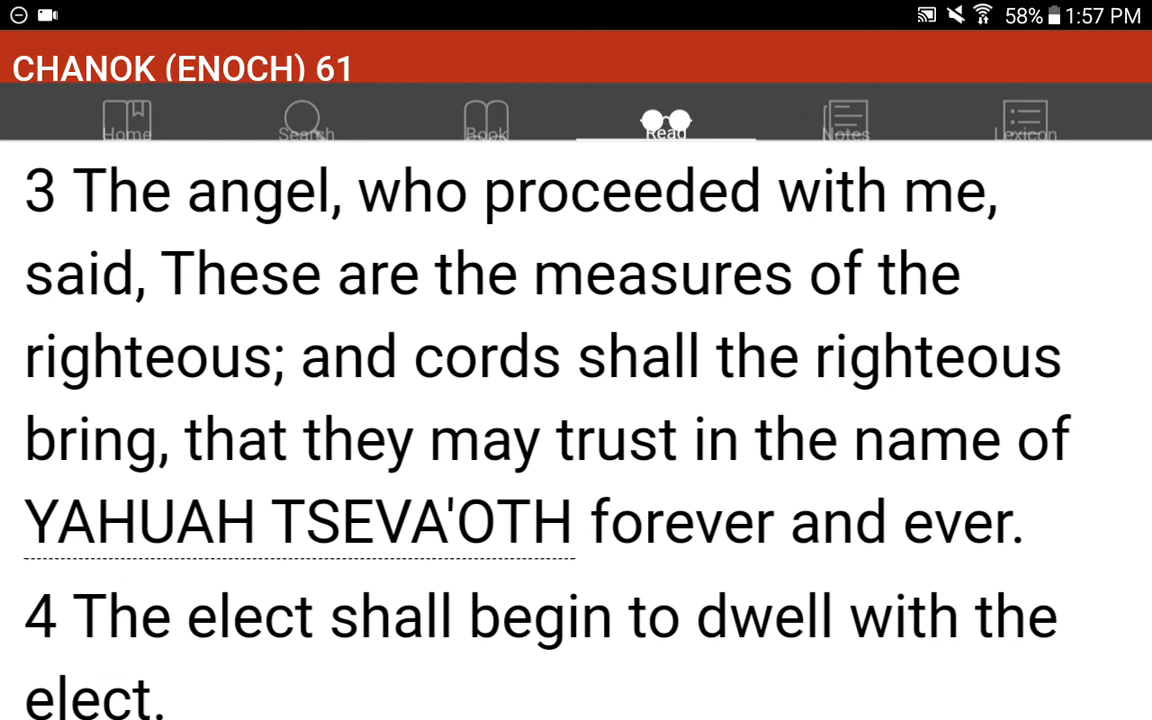 58% 1:57 PM
CHANOK (ENOCH) 61
Home Search Book Read Notes Lexicon
3 The angel, who proceeded with me,
said, These are the measures of the
righteous; and cords shall the righteous
bring, that they may trust in the name of
YAHUAH TSEVA'OTH forever and ever.
4 The elect shall begin to dwell with the
elect.